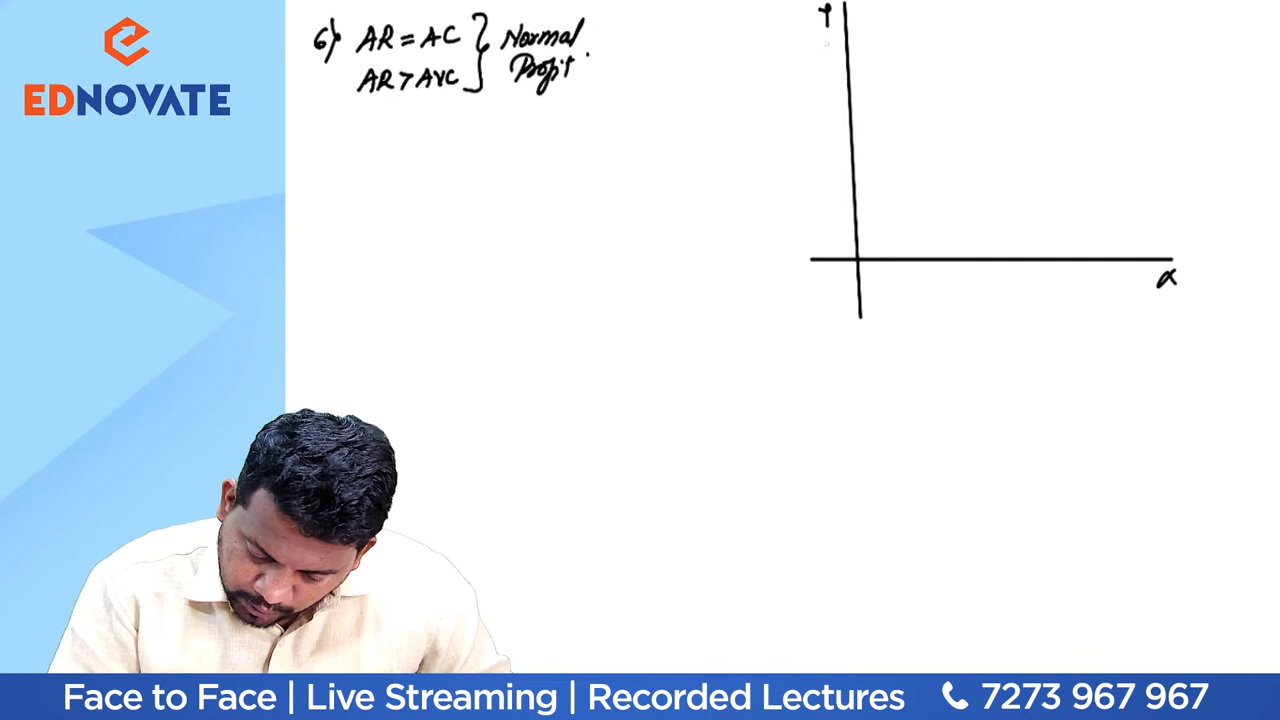 EDNOVATE
6) AR = AC } Normal
AR > AVC } Profit.
Y
x
Face to Face | Live Streaming | Recorded Lectures 7273 967 967